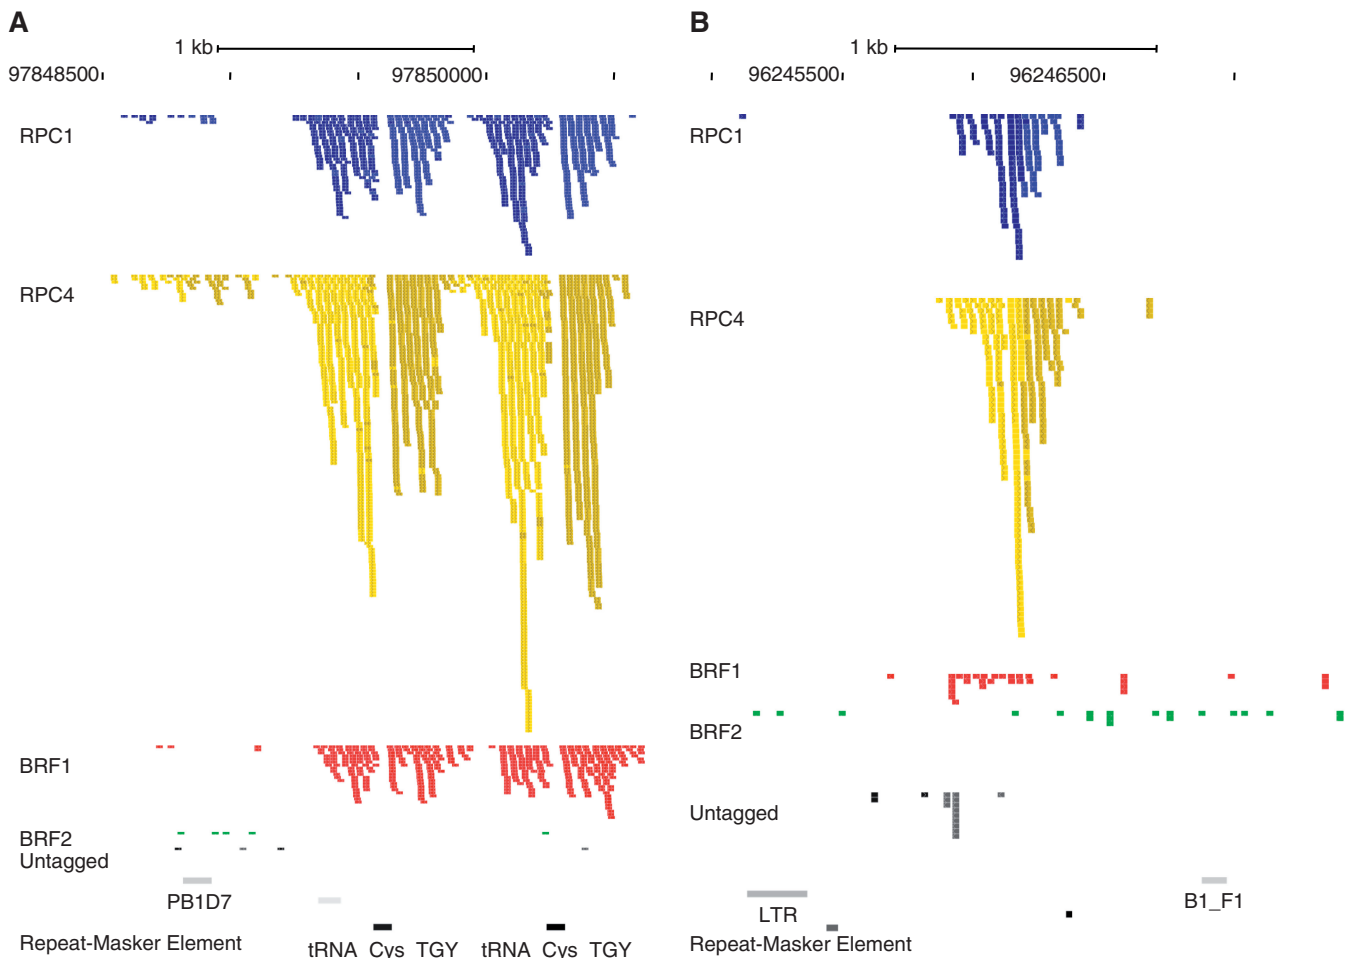 A
1 kb
97848500
97850000
RPC1
RPC4
BRF1
BRF2
Untagged
PB1D7
Repeat-Masker Element
tRNA Cys TGY
tRNA Cys TGY
B
1 kb
96245500
96246500
RPC1
RPC4
BRF1
BRF2
Untagged
LTR
B1_F1
Repeat-Masker Element